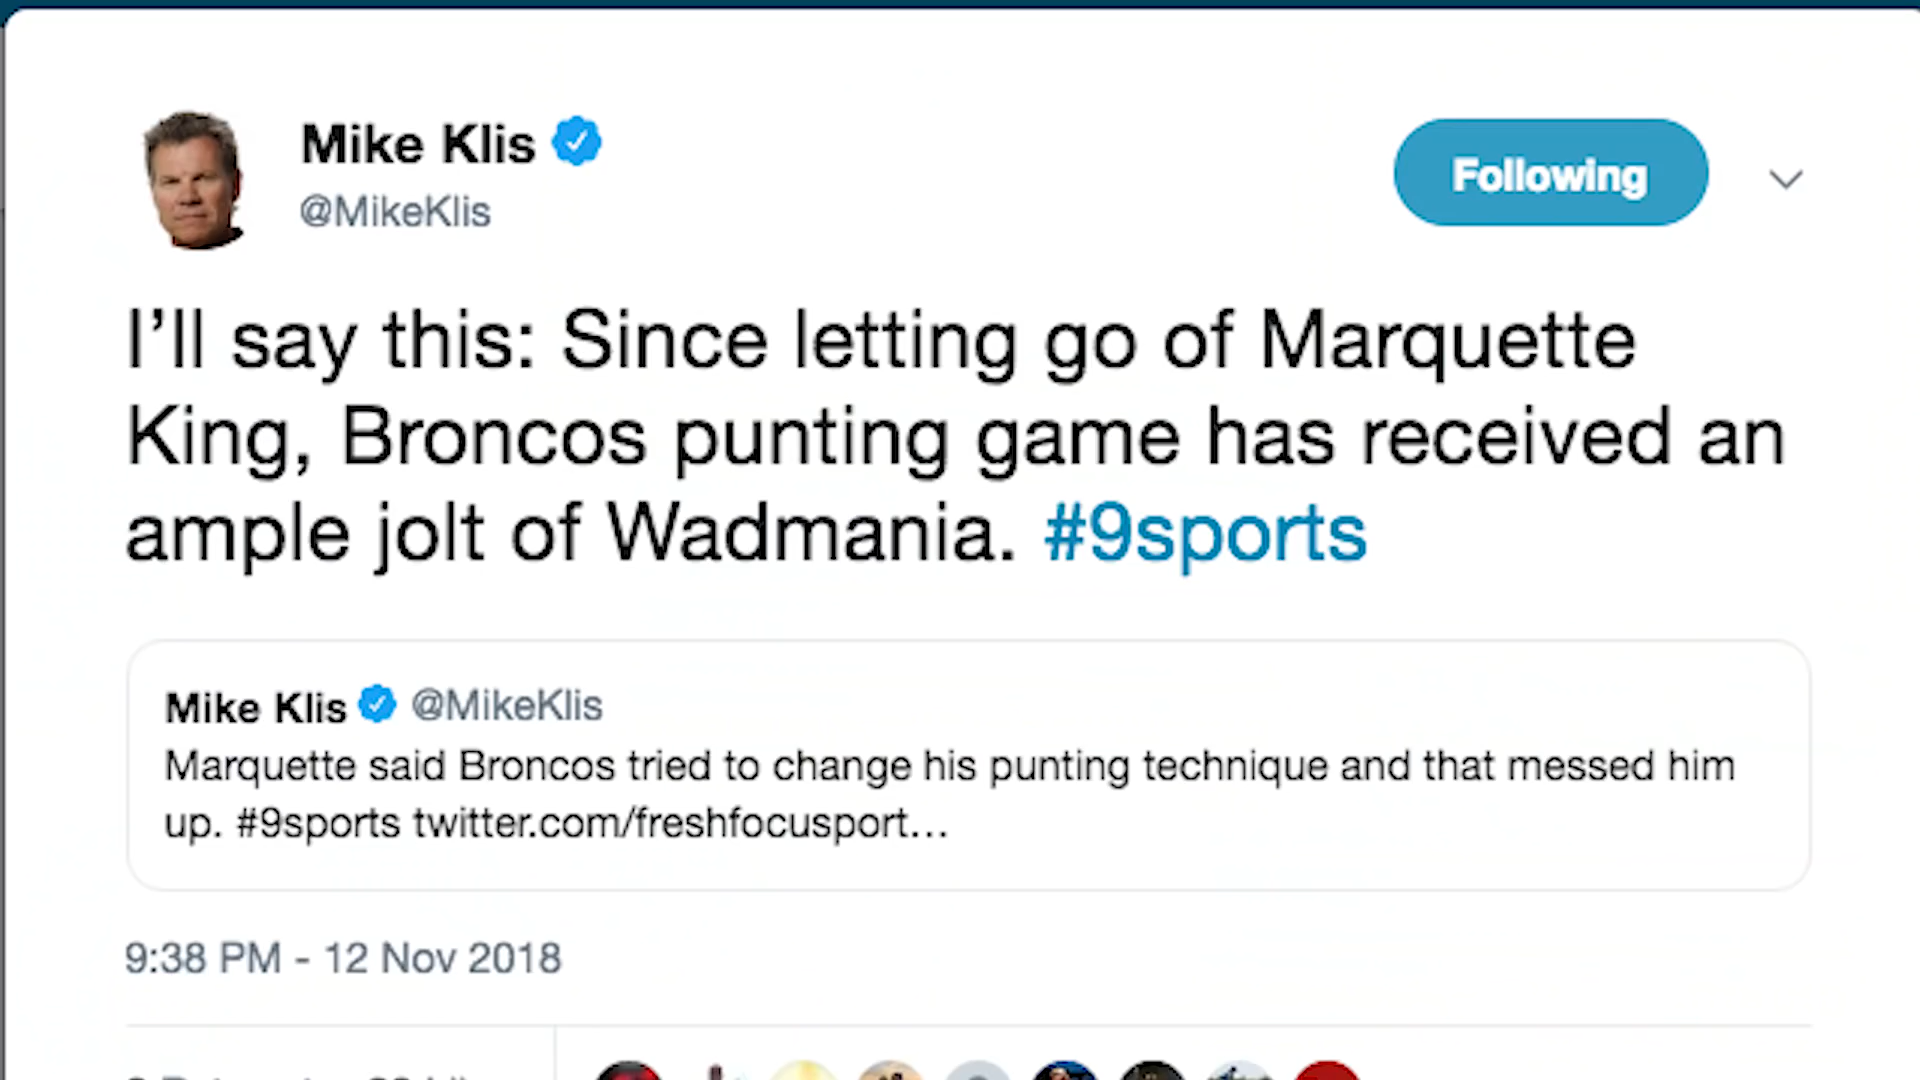 Mike Klis
@MikeKlis
Following
I’ll say this: Since letting go of Marquette
King, Broncos punting game has received an
ample jolt of Wadmania. #9sports
Mike Klis @MikeKlis
Marquette said Broncos tried to change his punting technique and that messed him
up. #9sports twitter.com/freshfocusport…
9:38 PM - 12 Nov 2018